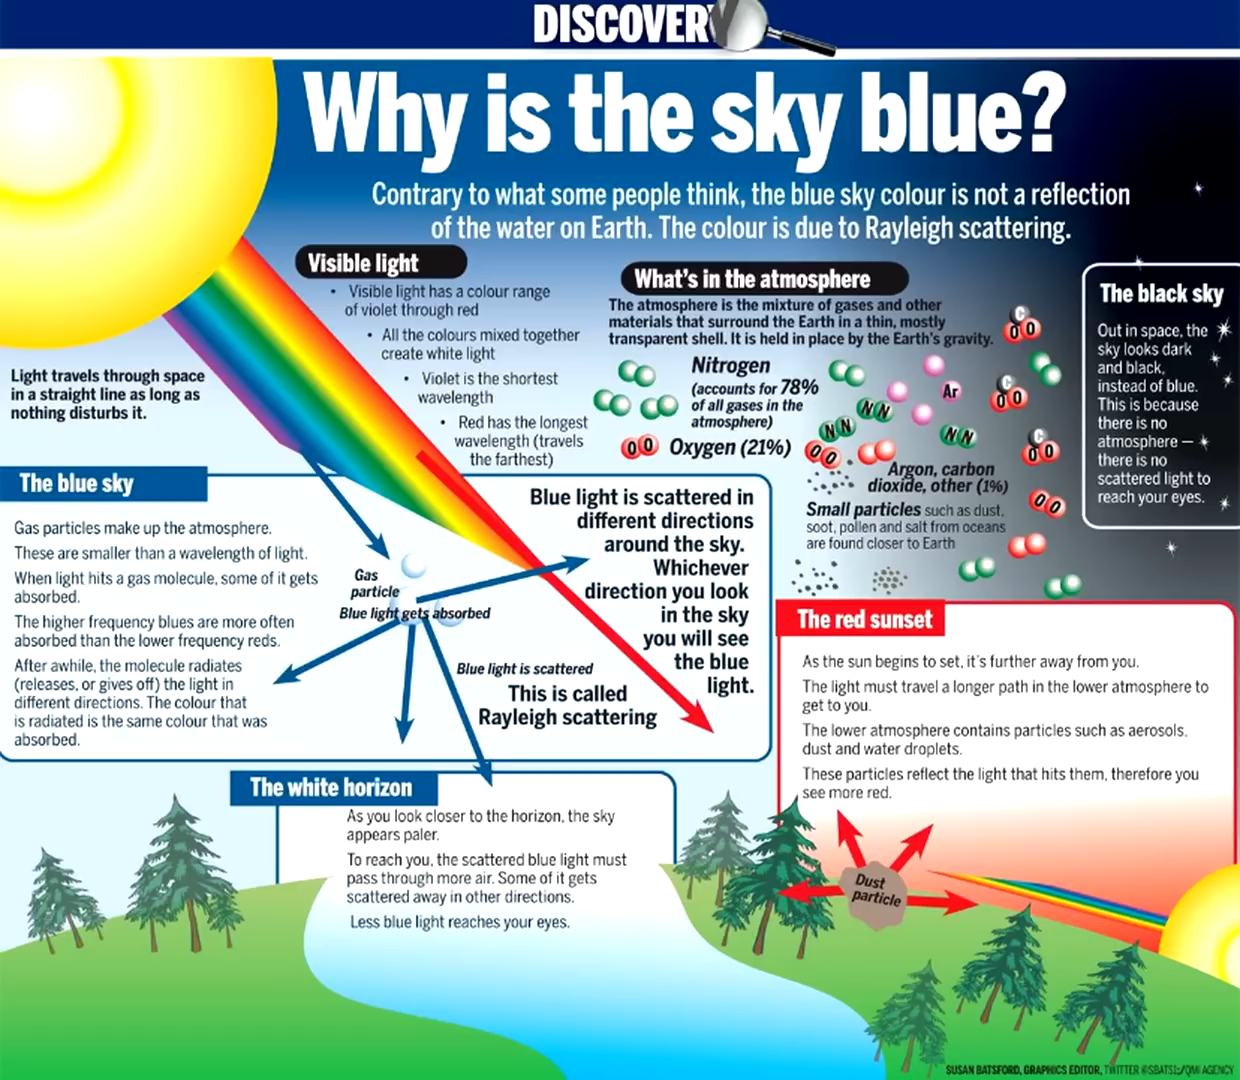 DISCOVERY
Why is the sky blue?
Contrary to what some people think, the blue sky colour is not a reflection
of the water on Earth. The colour is due to Rayleigh scattering.
Visible light
• Visible light has a colour range
of violet through red
• All the colours mixed together
create white light
• Violet is the shortest
wavelength
• Red has the longest
wavelength (travels
the farthest)
Light travels through space
in a straight line as long as
nothing disturbs it.
What's in the atmosphere
The atmosphere is the mixture of gases and other
materials that surround the Earth in a thin, mostly
transparent shell. It is held in place by the Earth's gravity.
Nitrogen
(accounts for 78%
of all gases in the
atmosphere)
O O
Oxygen (21%)
C
O O
Ar
C
O O
N N
N N
N N
O O
C
O O
O O
Argon, carbon
dioxide, other (1%)
Small particles such as dust,
soot, pollen and salt from oceans
are found closer to Earth
The black sky
Out in space, the
sky looks dark
and black,
instead of blue.
This is because
there is no
atmosphere —
there is no
scattered light to
reach your eyes.
The blue sky
Gas particles make up the atmosphere.
These are smaller than a wavelength of light.
When light hits a gas molecule, some of it gets
absorbed.
The higher frequency blues are more often
absorbed than the lower frequency reds.
After awhile, the molecule radiates
(releases, or gives off) the light in
different directions. The colour that
is radiated is the same colour that was
absorbed.
Gas
particle
Blue light gets absorbed
Blue light is scattered
This is called
Rayleigh scattering
Blue light is scattered in
different directions
around the sky.
Whichever
direction you look
in the sky
you will see
the blue
light.
The red sunset
As the sun begins to set, it's further away from you.
The light must travel a longer path in the lower atmosphere to
get to you.
The lower atmosphere contains particles such as aerosols,
dust and water droplets.
These particles reflect the light that hits them, therefore you
see more red.
Dust
particle
The white horizon
As you look closer to the horizon, the sky
appears paler.
To reach you, the scattered blue light must
pass through more air. Some of it gets
scattered away in other directions.
Less blue light reaches your eyes.
SUSAN BATSFORD, GRAPHICS EDITOR, TWITTER @SBATS1/QMI AGENCY